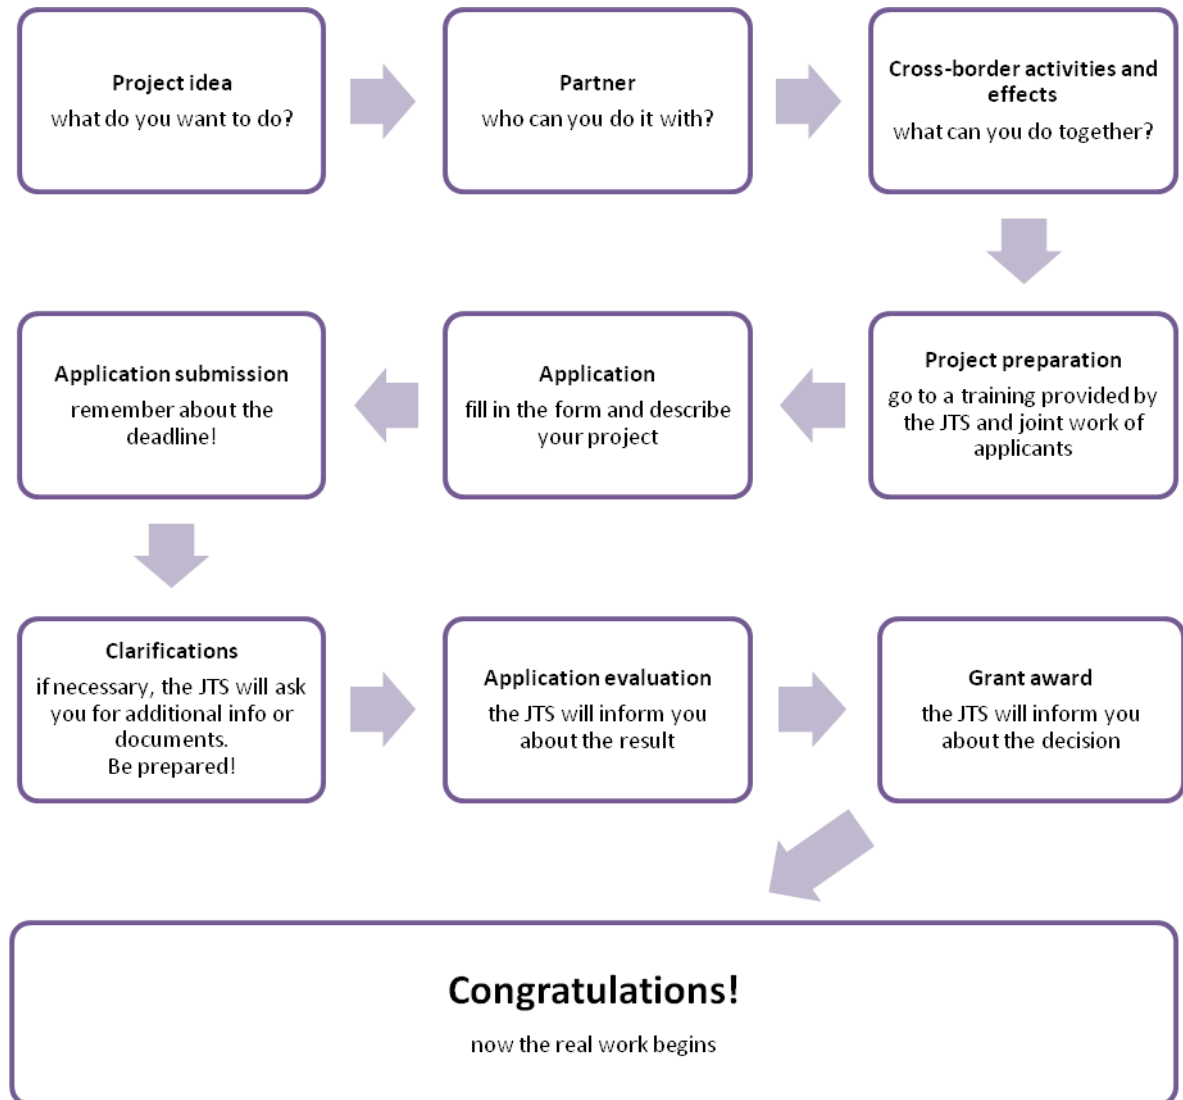 Project idea
what do you want to do?
Partner
who can you do it with?
Cross-border activities and
effects
what can you do together?
Project preparation
go to a training provided by
the JTS and joint work of
applicants
Application
fill in the form and describe
your project
Application submission
remember about the
deadline!
Clarifications
if necessary, the JTS will ask
you for additional info or
documents.
Be prepared!
Application evaluation
the JTS will inform you
about the result
Grant award
the JTS will inform you
about the decision
Congratulations!
now the real work begins